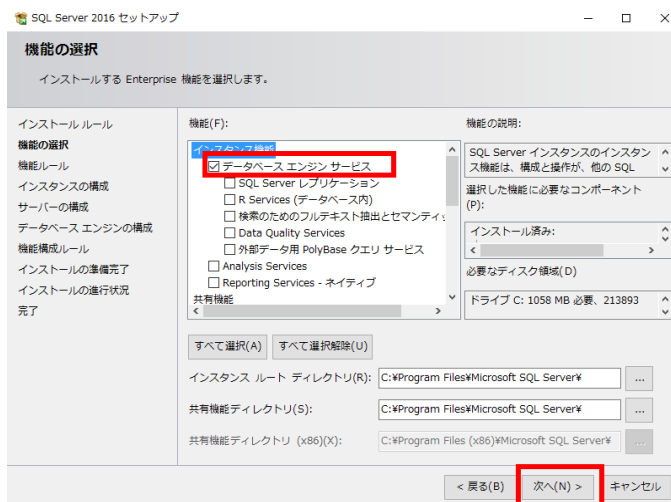 SQL Server 2016 セットアップ
機能の選択
インストールする Enterprise 機能を選択します。
インストール ルール
機能の選択
機能ルール
インスタンスの構成
サーバーの構成
データベース エンジンの構成
機能構成ルール
インストールの準備完了
インストールの進行状況
完了
機能(F):
インスタンス機能
データベース エンジン サービス
SQL Server レプリケーション
R Services (データベース内)
検索のためのフルテキスト抽出とセマンティッ
Data Quality Services
外部データ用 PolyBase クエリ サービス
Analysis Services
Reporting Services - ネイティブ
共有機能
機能の説明:
SQL Server インスタンスのインスタン
ス機能は、構成と操作が、他の SQL
選択した機能に必要なコンポーネント
(P):
インストール済み:
必要なディスク領域(D)
ドライブ C: 1058 MB 必要、213893
すべて選択(A) すべて選択解除(U)
インスタンス ルート ディレクトリ(R): C:¥Program Files¥Microsoft SQL Server¥ ...
共有機能ディレクトリ(S): C:¥Program Files¥Microsoft SQL Server¥ ...
共有機能ディレクトリ (x86)(X): C:¥Program Files (x86)¥Microsoft SQL Server¥ ...
< 戻る(B) 次へ(N) > キャンセル